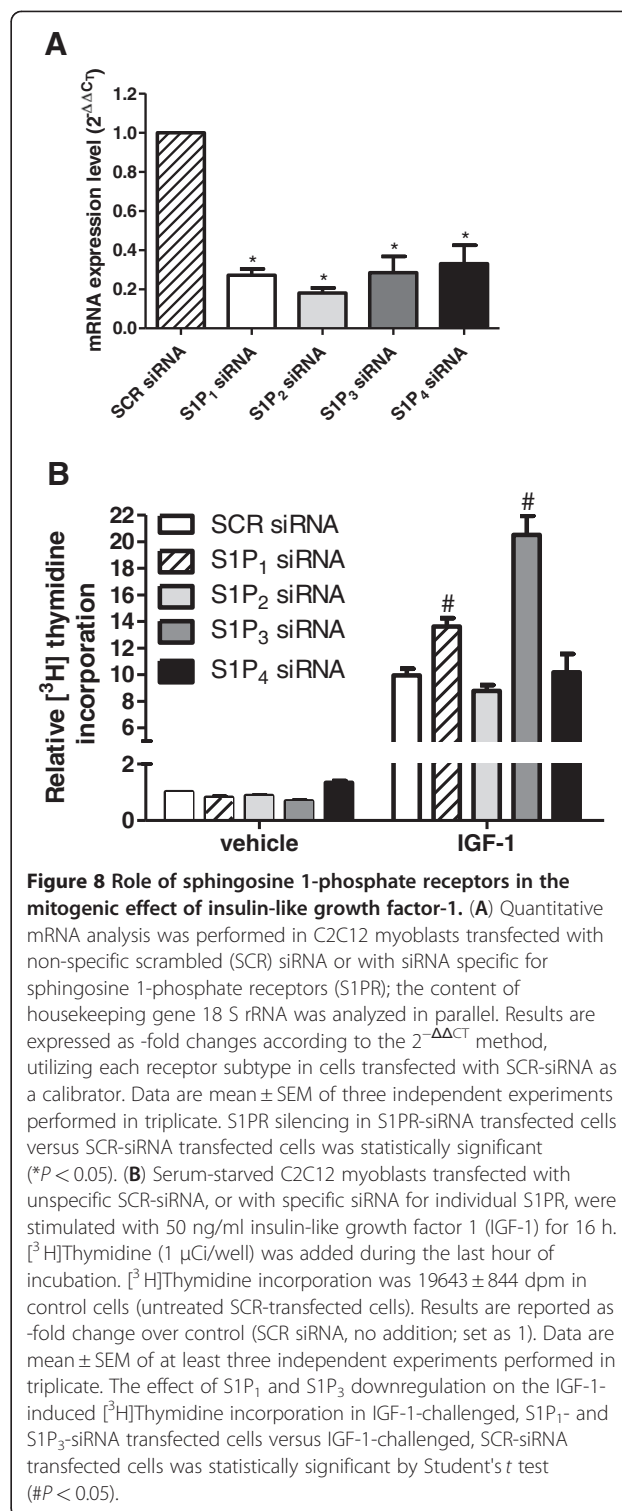 A
mRNA expression level (2^-ΔΔC_T)
1.2
1.0
0.8
0.6
0.4
0.2
0.0
* * * *
SCR siRNA
S1P₁ siRNA
S1P₂ siRNA
S1P₃ siRNA
S1P₄ siRNA
B
Relative [³H] thymidine
incorporation
22
20
18
16
14
12
10
8
6
2
0
SCR siRNA
S1P₁ siRNA
S1P₂ siRNA
S1P₃ siRNA
S1P₄ siRNA
# #
vehicle IGF-1
Figure 8 Role of sphingosine 1-phosphate receptors in the
mitogenic effect of insulin-like growth factor-1. (A) Quantitative
mRNA analysis was performed in C2C12 myoblasts transfected with
non-specific scrambled (SCR) siRNA or with siRNA specific for
sphingosine 1-phosphate receptors (S1PR); the content of
housekeeping gene 18 S rRNA was analyzed in parallel. Results are
expressed as -fold changes according to the 2^−ΔΔCT method,
utilizing each receptor subtype in cells transfected with SCR-siRNA as
a calibrator. Data are mean ± SEM of three independent experiments
performed in triplicate. S1PR silencing in S1PR-siRNA transfected cells
versus SCR-siRNA transfected cells was statistically significant
(*P < 0.05). (B) Serum-starved C2C12 myoblasts transfected with
unspecific SCR-siRNA, or with specific siRNA for individual S1PR, were
stimulated with 50 ng/ml insulin-like growth factor 1 (IGF-1) for 16 h.
[³H]Thymidine (1 μCi/well) was added during the last hour of
incubation. [³H]Thymidine incorporation was 19643 ± 844 dpm in
control cells (untreated SCR-transfected cells). Results are reported as
-fold change over control (SCR siRNA, no addition; set as 1). Data are
mean ± SEM of at least three independent experiments performed in
triplicate. The effect of S1P₁ and S1P₃ downregulation on the IGF-1-
induced [³H]Thymidine incorporation in IGF-1-challenged, S1P₁- and
S1P₃-siRNA transfected cells versus IGF-1-challenged, SCR-siRNA
transfected cells was statistically significant by Student's t test
(#P < 0.05).